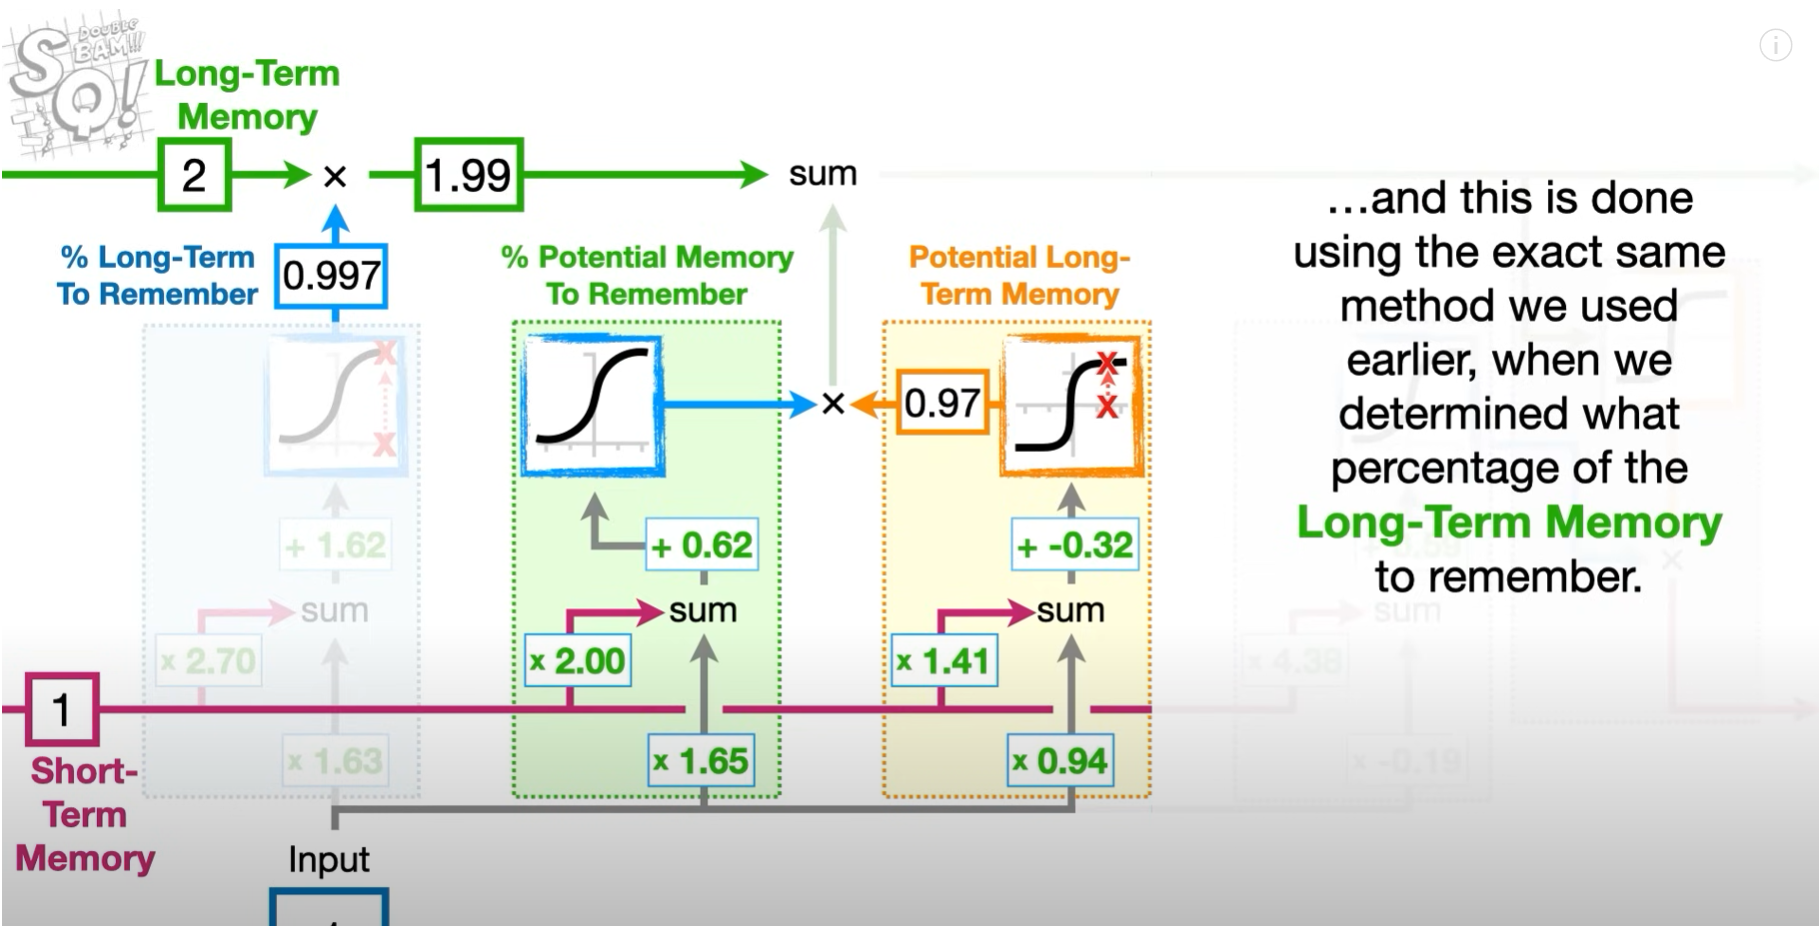 SQ!
DOUBLE
BAM!!!
Long-Term
Memory
2
×
1.99
sum
% Long-Term
To Remember
0.997
% Potential Memory
To Remember
Potential Long-
Term Memory
×
0.97
+ 1.62
+ 0.62
+ -0.32
sum
sum
sum
sum
x 2.70
x 2.00
x 1.41
x 4.38
1
Short-
Term
Memory
x 1.63
x 1.65
x 0.94
x -0.19
Input
…and this is done
using the exact same
method we used
earlier, when we
determined what
percentage of the
Long-Term Memory
to remember.